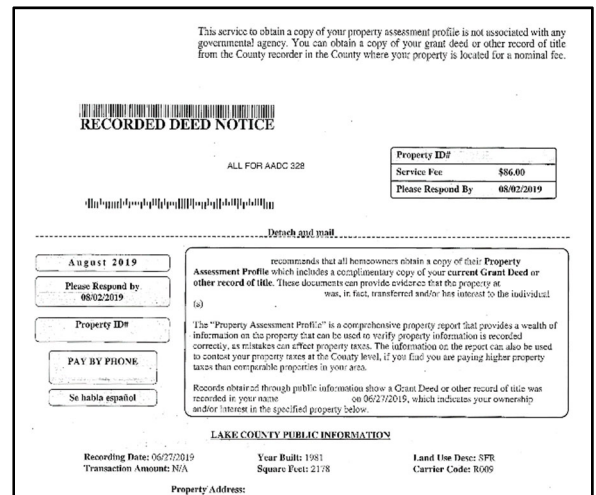 This service to obtain a copy of your property assessment profile is not associated with any
governmental agency. You can obtain a copy of your grant deed or other record of title
from the County recorder in the County where your property is located for a nominal fee.
RECORDED DEED NOTICE
ALL FOR AADC 328
Property ID#
Service Fee $86.00
Please Respond By 08/02/2019
Detach and mail
August 2019
Please Respond by
08/02/2019
Property ID#
PAY BY PHONE
Se habla español
recommends that all homeowners obtain a copy of their Property
Assessment Profile which includes a complimentary copy of your current Grant Deed or
other record of title. These documents can provide evidence that the property at
was, in fact, transferred and/or has interest to the individual
(s)
The "Property Assessment Profile" is a comprehensive property report that provides a wealth of
information on the property that can be used to verify property information is recorded
correctly, as mistakes can affect property taxes. The information on the report can also be used
to contest your property taxes at the County level, if you find you are paying higher property
taxes than comparable properties in your area.
Records obtained through public information show a Grant Deed or other record of title was
recorded in your name on 06/27/2019, which indicates your ownership
and/or interest in the specified property below.
LAKE COUNTY PUBLIC INFORMATION
Recording Date: 06/27/2019 Year Built: 1981 Land Use Desc: SFR
Transaction Amount: N/A Square Feet: 2178 Carrier Code: R009
Property Address: